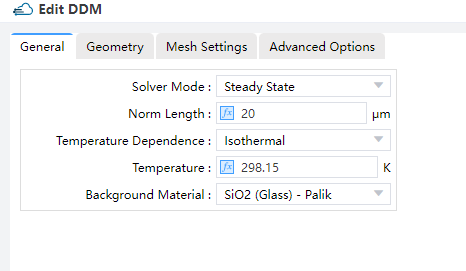 Edit DDM
General Geometry Mesh Settings Advanced Options
Solver Mode : Steady State
Norm Length : fx 20 μm
Temperature Dependence : Isothermal
Temperature : fx 298.15 K
Background Material : SiO2 (Glass) - Palik